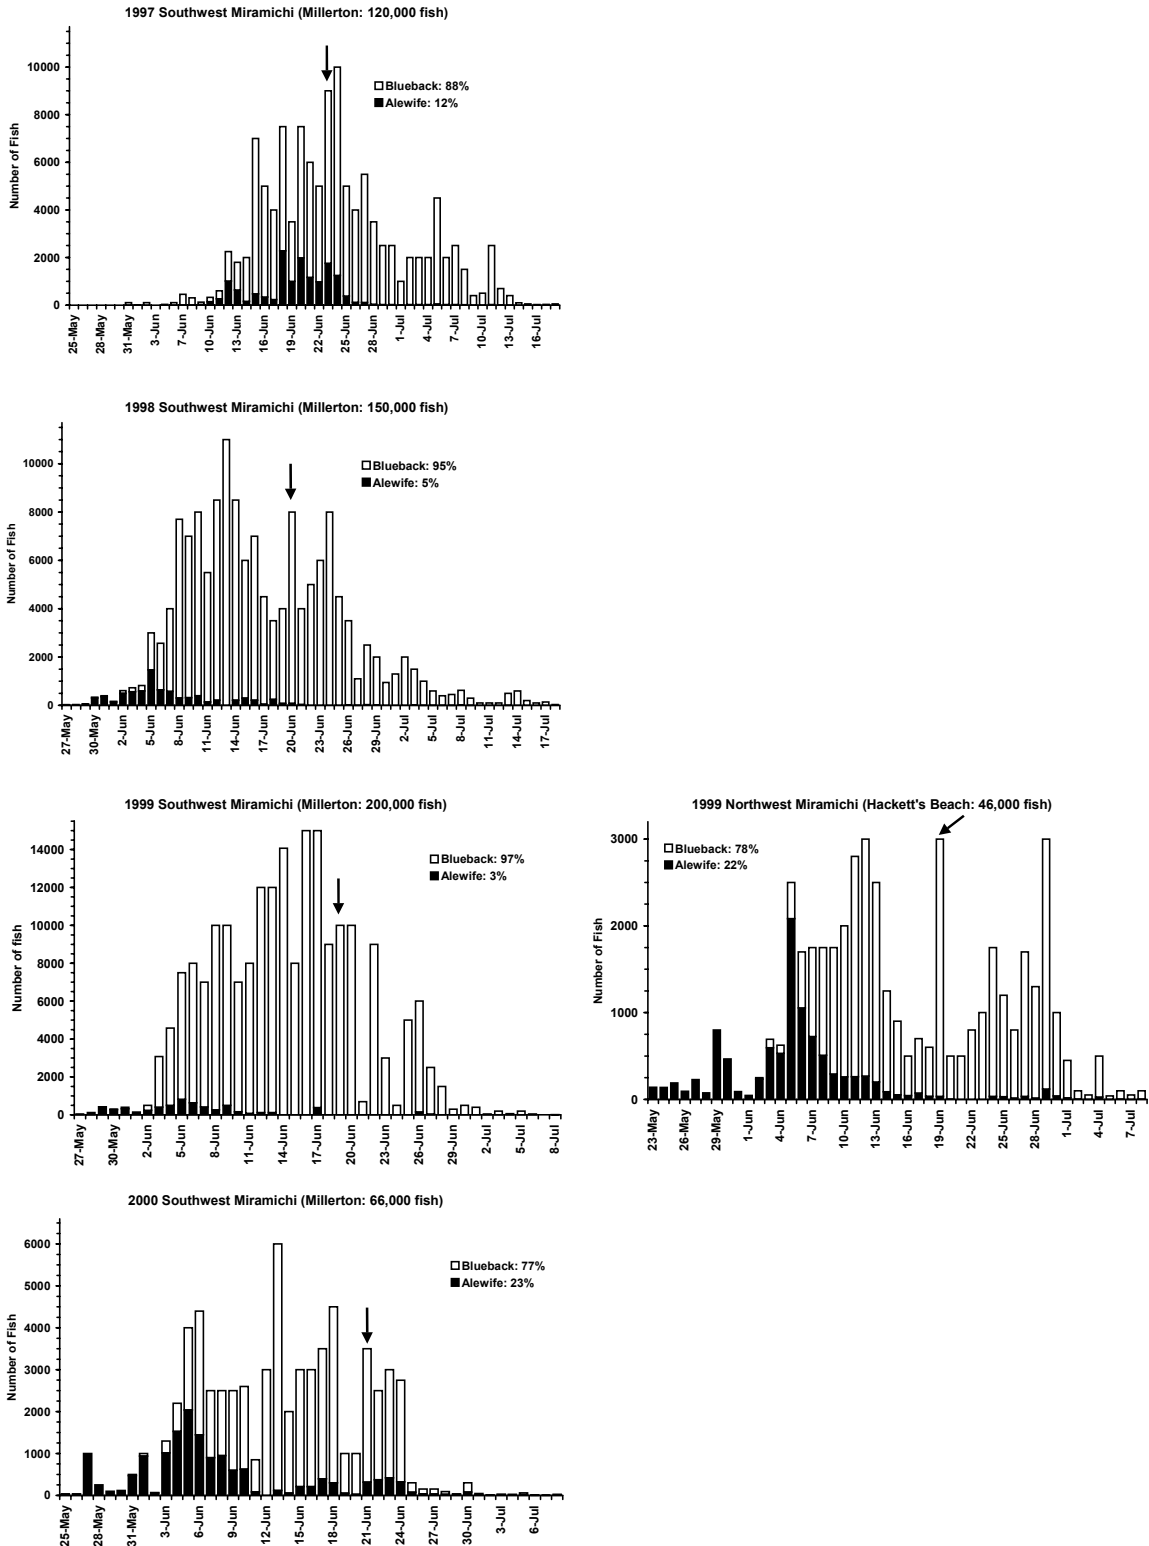 1997 Southwest Miramichi (Millerton: 120,000 fish)
Number of Fish
10000
8000
6000
4000
2000
0
Blueback: 88%
Alewife: 12%
25-May
28-May
31-May
3-Jun
7-Jun
10-Jun
13-Jun
16-Jun
19-Jun
22-Jun
25-Jun
28-Jun
1-Jul
4-Jul
7-Jul
10-Jul
13-Jul
16-Jul
1998 Southwest Miramichi (Millerton: 150,000 fish)
Number of Fish
10000
8000
6000
4000
2000
0
Blueback: 95%
Alewife: 5%
27-May
30-May
2-Jun
5-Jun
8-Jun
11-Jun
14-Jun
17-Jun
20-Jun
23-Jun
26-Jun
29-Jun
2-Jul
5-Jul
8-Jul
11-Jul
14-Jul
17-Jul
1999 Southwest Miramichi (Millerton: 200,000 fish)
Number of fish
14000
12000
10000
8000
6000
4000
2000
0
Blueback: 97%
Alewife: 3%
27-May
30-May
2-Jun
5-Jun
8-Jun
11-Jun
14-Jun
17-Jun
20-Jun
23-Jun
26-Jun
29-Jun
2-Jul
5-Jul
8-Jul
1999 Northwest Miramichi (Hackett's Beach: 46,000 fish)
Number of Fish
3000
2000
1000
0
Blueback: 78%
Alewife: 22%
23-May
26-May
29-May
1-Jun
4-Jun
7-Jun
10-Jun
13-Jun
16-Jun
19-Jun
22-Jun
25-Jun
28-Jun
1-Jul
4-Jul
7-Jul
2000 Southwest Miramichi (Millerton: 66,000 fish)
Number of Fish
6000
5000
4000
3000
2000
1000
0
Blueback: 77%
Alewife: 23%
25-May
28-May
31-May
3-Jun
6-Jun
9-Jun
12-Jun
15-Jun
18-Jun
21-Jun
24-Jun
27-Jun
30-Jun
3-Jul
6-Jul